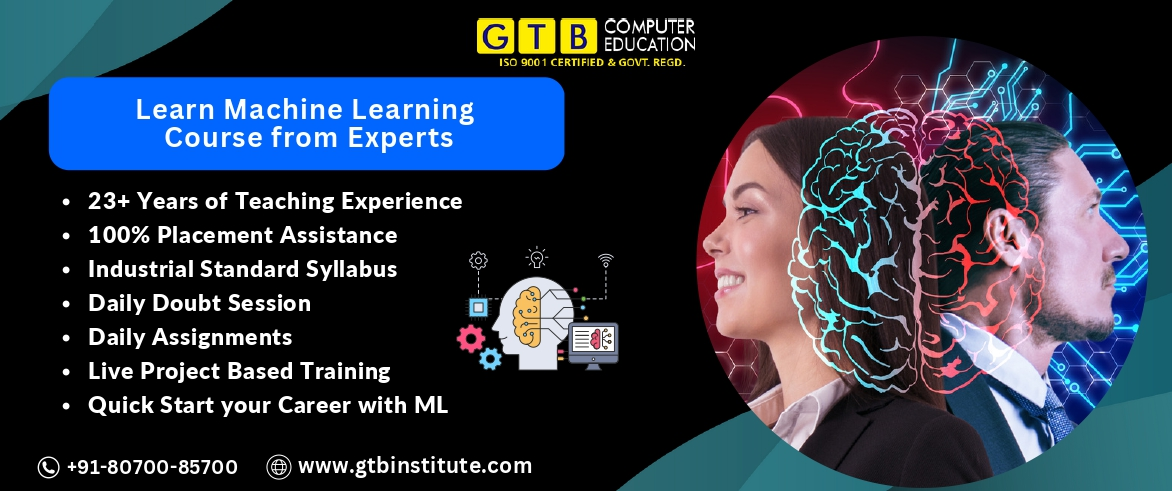 GTB COMPUTER
EDUCATION
ISO 9001 CERTIFIED & GOVT. REGD.
Learn Machine Learning
Course from Experts
• 23+ Years of Teaching Experience
• 100% Placement Assistance
• Industrial Standard Syllabus
• Daily Doubt Session
• Daily Assignments
• Live Project Based Training
• Quick Start your Career with ML
+91-80700-85700 www.gtbinstitute.com